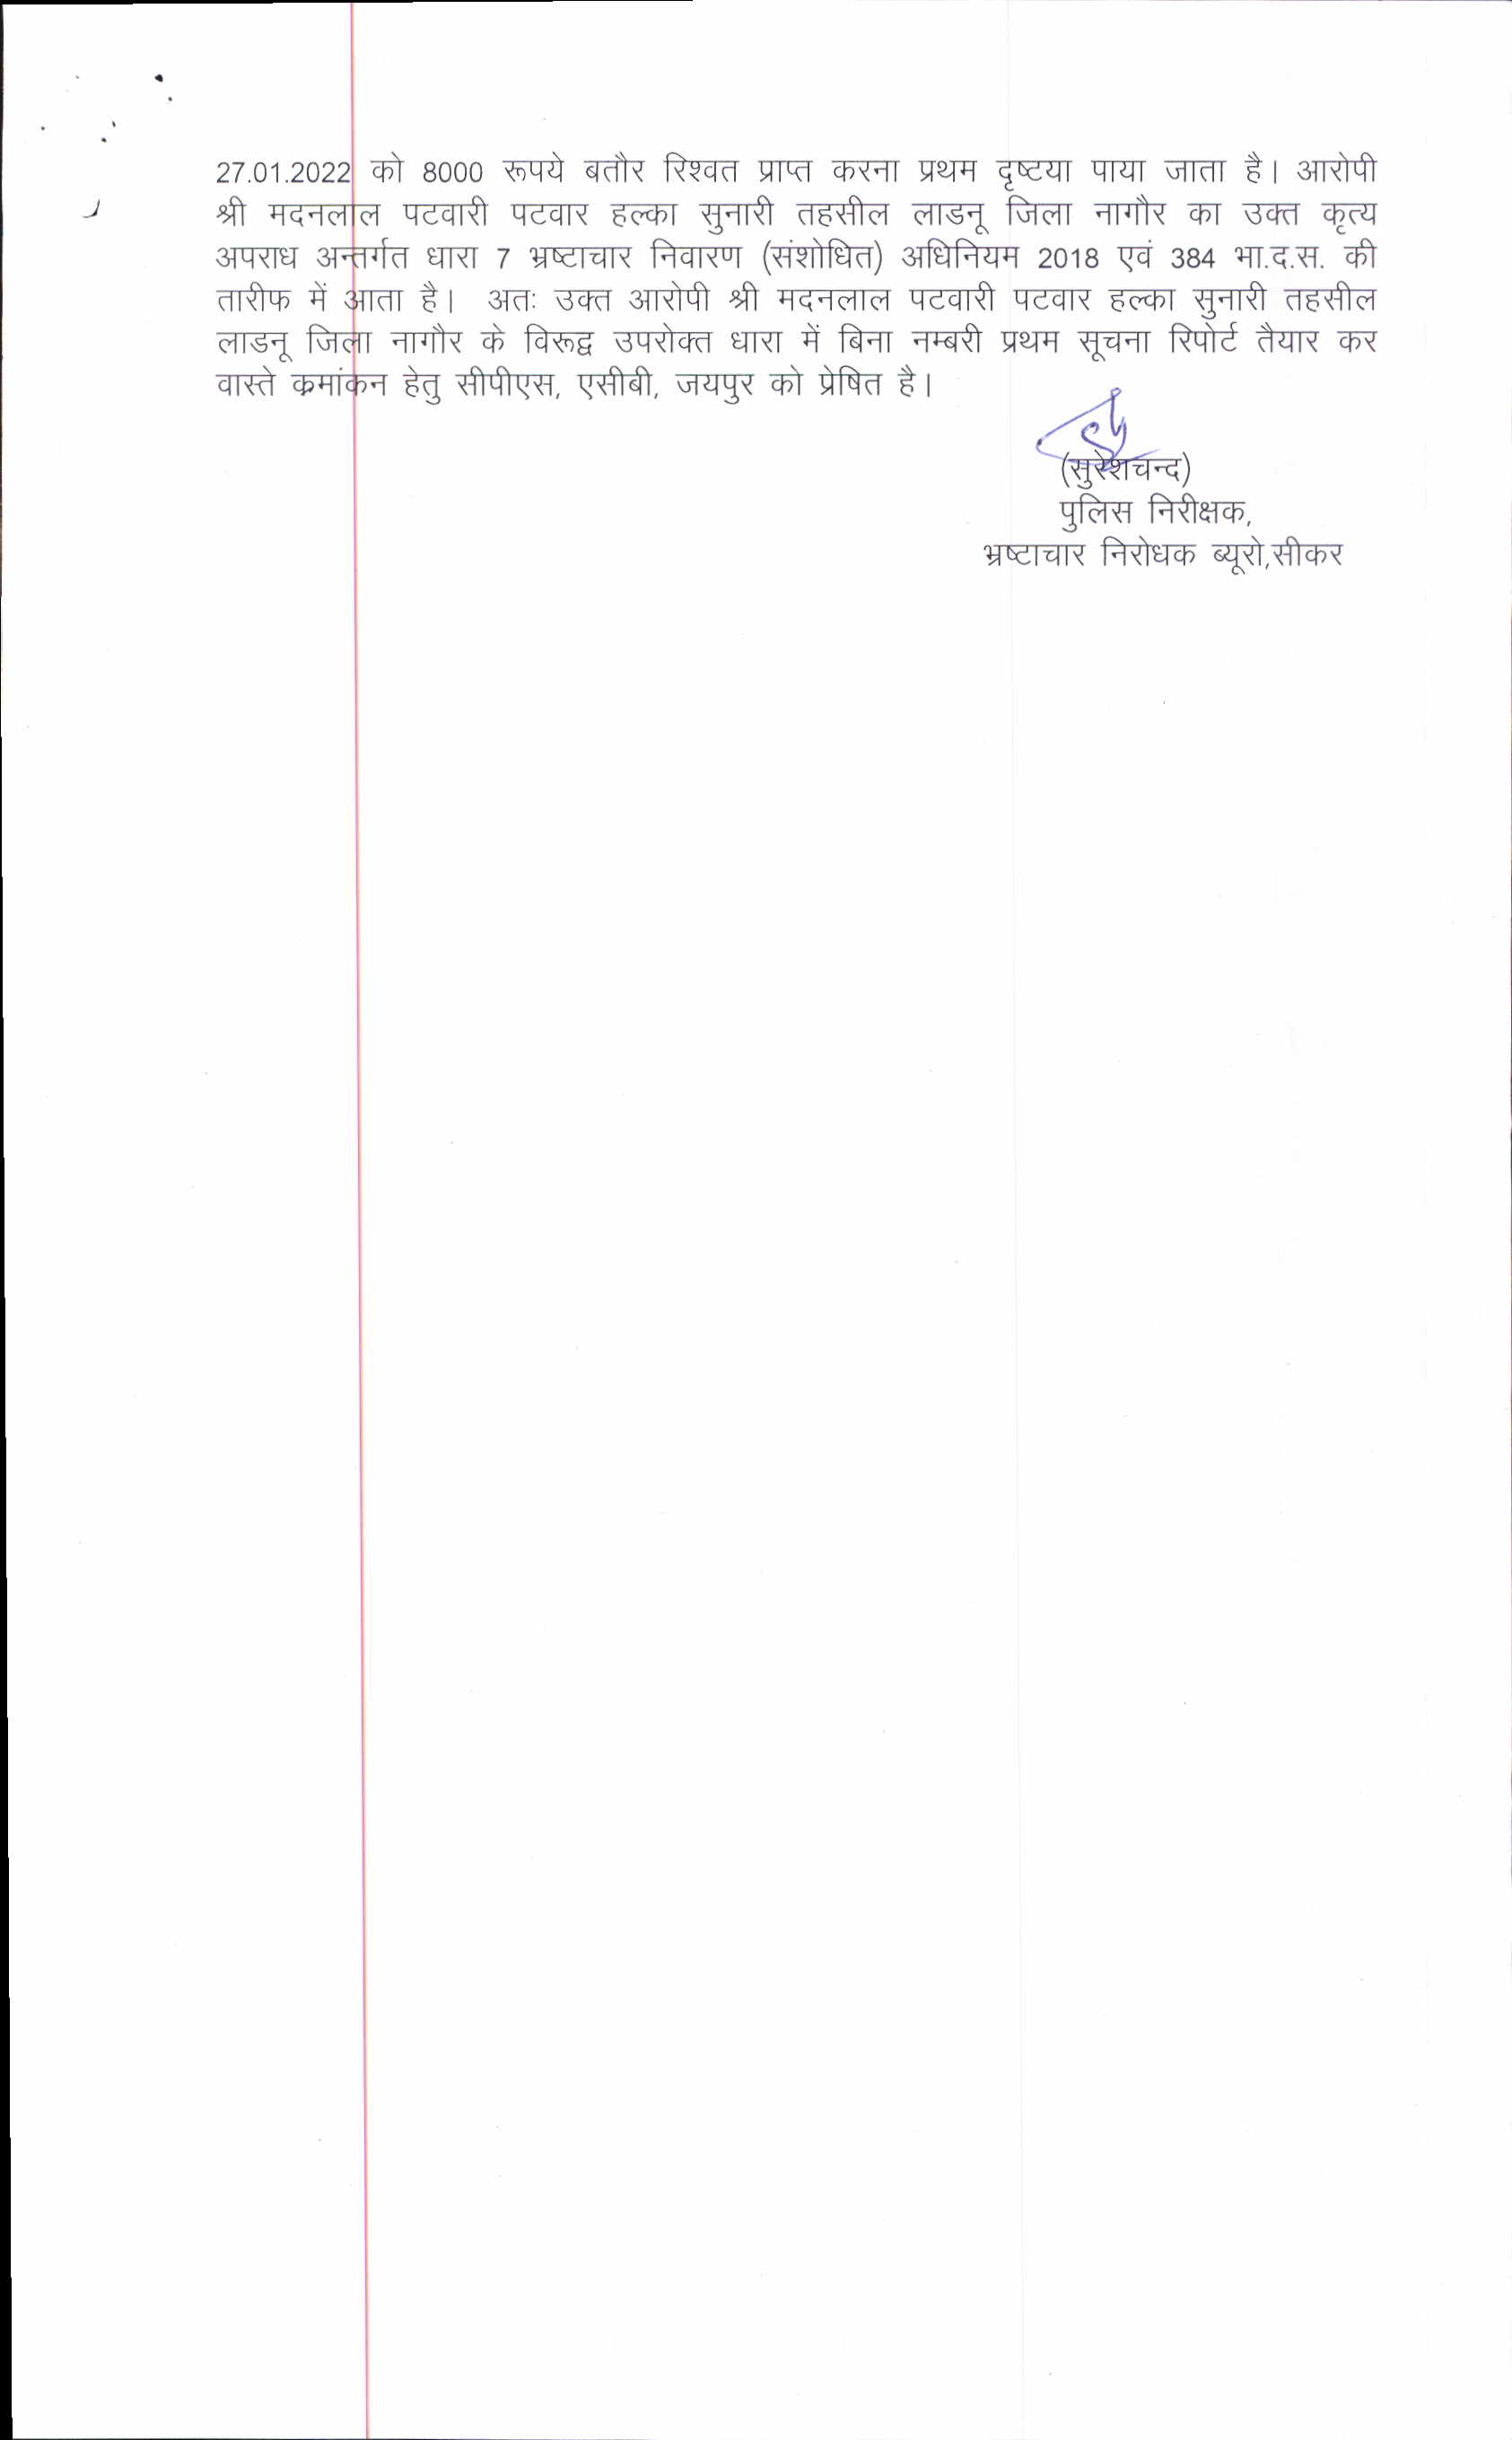 27.01.2022 को 8000 रूपये बतौर रिश्वत प्राप्त करना प्रथम दृष्टया पाया जाता है। आरोपी
श्री मदनलाल पटवारी पटवार हल्का सुनारी तहसील लाडनू जिला नागौर का उक्त कृत्य
अपराध अन्तर्गत धारा 7 भ्रष्टाचार निवारण (संशोधित) अधिनियम 2018 एवं 384 भा.द.स. की
तारीफ में आता है। अतः उक्त आरोपी श्री मदनलाल पटवारी पटवार हल्का सुनारी तहसील
लाडनू जिला नागौर के विरूद्व उपरोक्त धारा में बिना नम्बरी प्रथम सूचना रिपोर्ट तैयार कर
वास्ते क्रमांकन हेतु सीपीएस, एसीबी, जयपुर को प्रेषित है।
(सुरेशचन्द)
पुलिस निरीक्षक,
भ्रष्टाचार निरोधक ब्यूरो,सीकर